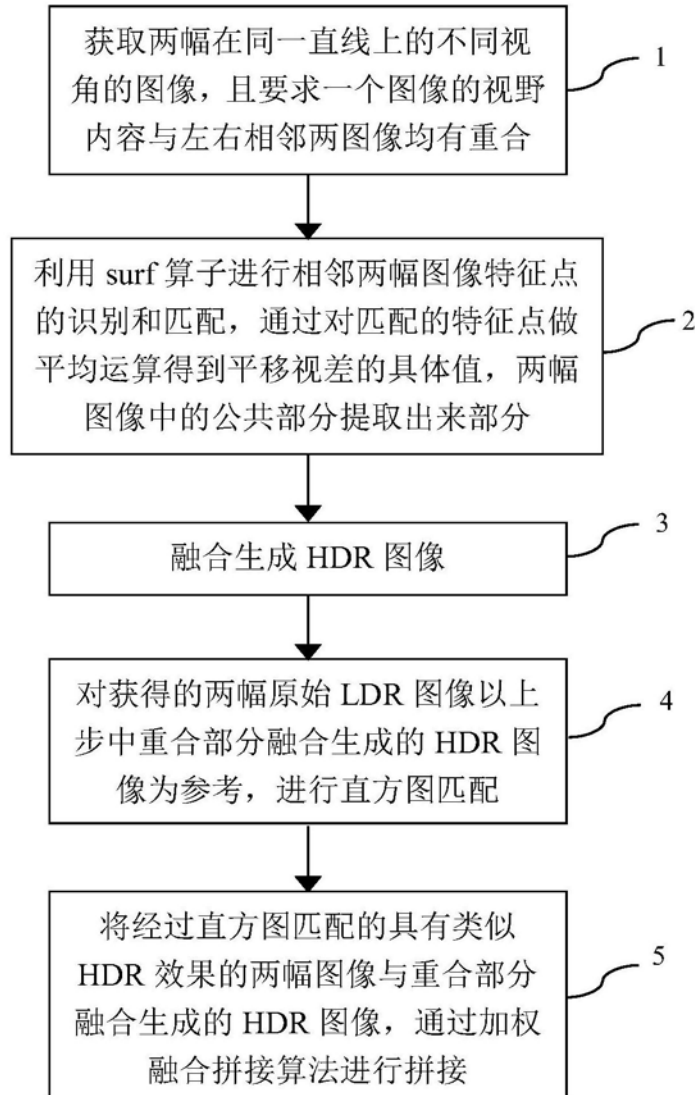 获取两幅在同一直线上的不同视
角的图像，且要求一个图像的视野
内容与左右相邻两图像均有重合
1
利用 surf 算子进行相邻两幅图像特征点
的识别和匹配，通过对匹配的特征点做
平均运算得到平移视差的具体值，两幅
图像中的公共部分提取出来部分
2
融合生成 HDR 图像
3
对获得的两幅原始 LDR 图像以上
步中重合部分融合生成的 HDR 图
像为参考，进行直方图匹配
4
将经过直方图匹配的具有类似
HDR 效果的两幅图像与重合部分
融合生成的 HDR 图像，通过加权
融合拼接算法进行拼接
5